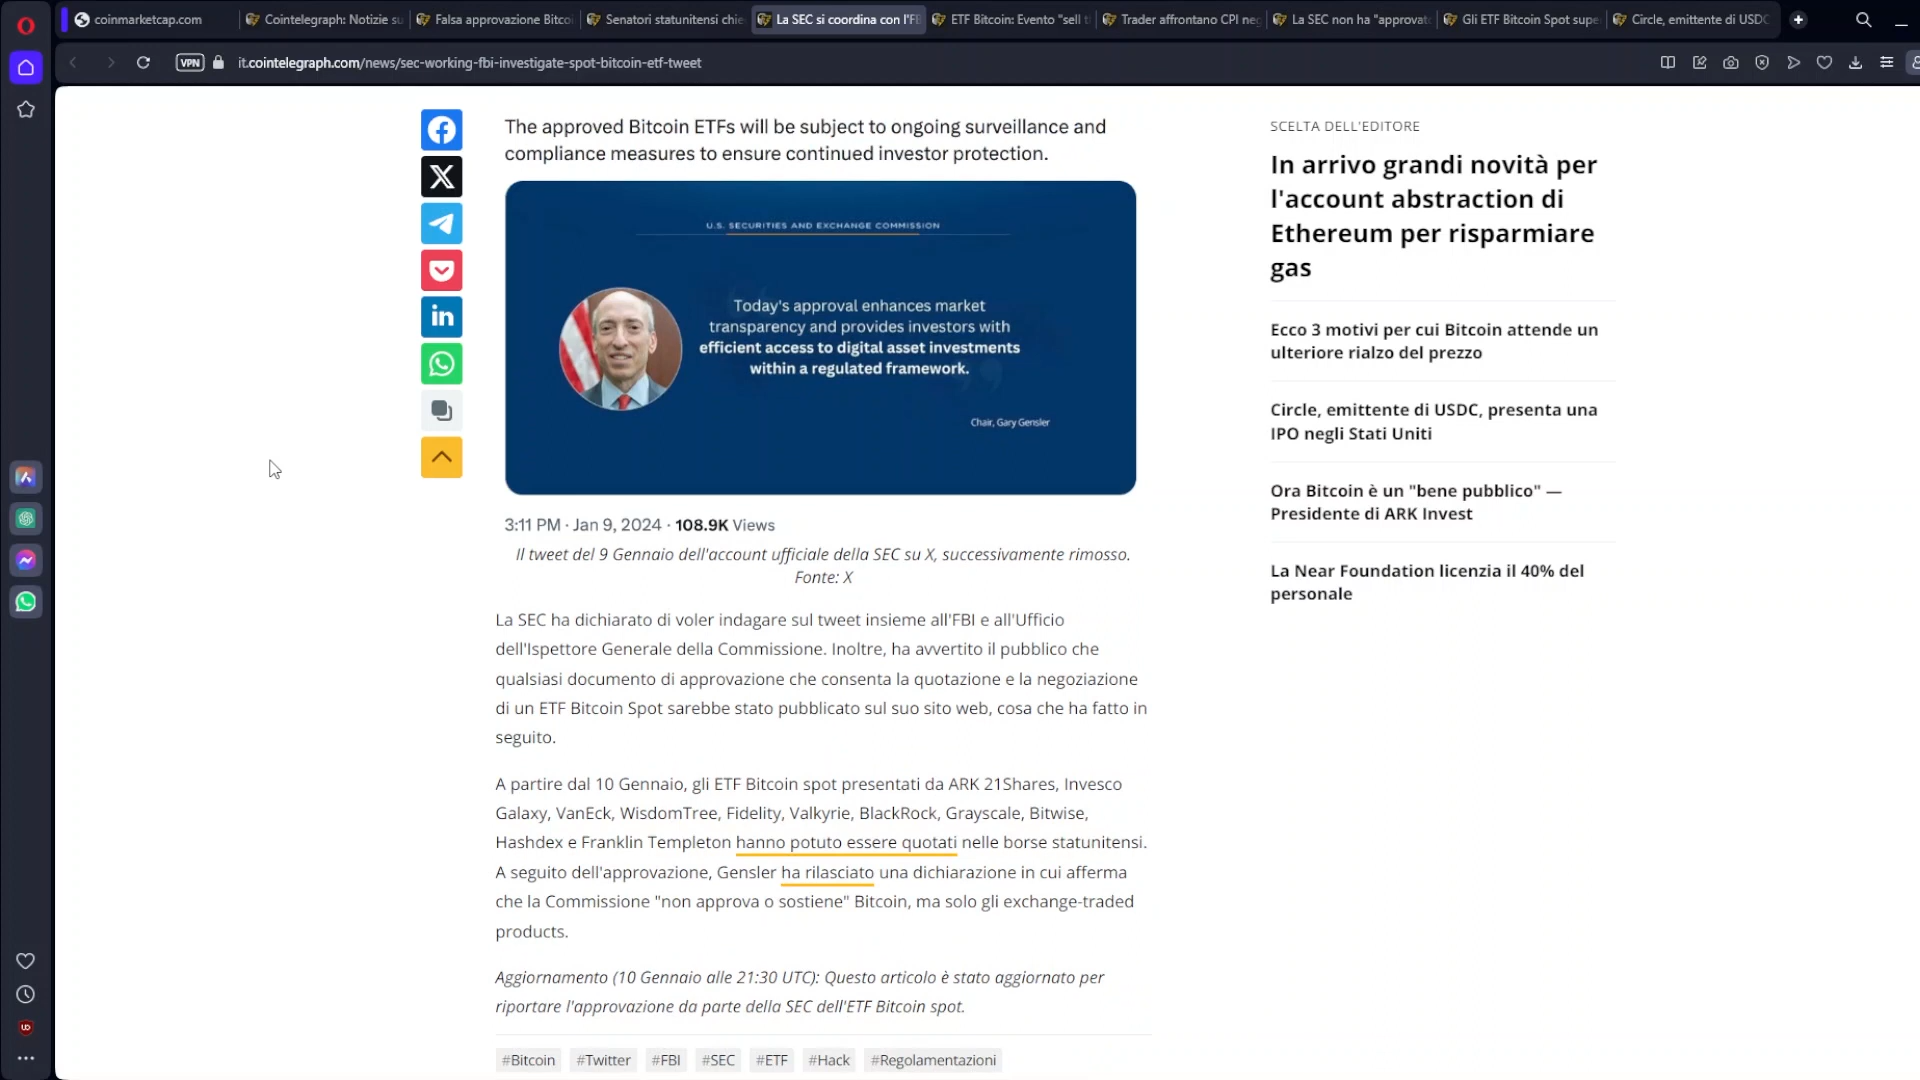 coinmarketcap.com
Cointelegraph: Notizie su
Falsa approvazione Bitcoi
Senatori statunitensi chie
La SEC si coordina con l'FB
ETF Bitcoin: Evento "sell t
Trader affrontano CPI neg
La SEC non ha "approvat
Gli ETF Bitcoin Spot supe
Circle, emittente di USDC
VPN
it.cointelegraph.com/news/sec-working-fbi-investigate-spot-bitcoin-etf-tweet
The approved Bitcoin ETFs will be subject to ongoing surveillance and
compliance measures to ensure continued investor protection.
U.S. SECURITIES AND EXCHANGE COMMISSION
Today's approval enhances market
transparency and provides investors with
efficient access to digital asset investments
within a regulated framework.
Chair, Gary Gensler
3:11 PM · Jan 9, 2024 · 108.9K Views
Il tweet del 9 Gennaio dell'account ufficiale della SEC su X, successivamente rimosso.
Fonte: X
La SEC ha dichiarato di voler indagare sul tweet insieme all'FBI e all'Ufficio
dell'Ispettore Generale della Commissione. Inoltre, ha avvertito il pubblico che
qualsiasi documento di approvazione che consenta la quotazione e la negoziazione
di un ETF Bitcoin Spot sarebbe stato pubblicato sul suo sito web, cosa che ha fatto in
seguito.
A partire dal 10 Gennaio, gli ETF Bitcoin spot presentati da ARK 21Shares, Invesco
Galaxy, VanEck, WisdomTree, Fidelity, Valkyrie, BlackRock, Grayscale, Bitwise,
Hashdex e Franklin Templeton hanno potuto essere quotati nelle borse statunitensi.
A seguito dell'approvazione, Gensler ha rilasciato una dichiarazione in cui afferma
che la Commissione "non approva o sostiene" Bitcoin, ma solo gli exchange-traded
products.
Aggiornamento (10 Gennaio alle 21:30 UTC): Questo articolo è stato aggiornato per
riportare l'approvazione da parte della SEC dell'ETF Bitcoin spot.
#Bitcoin #Twitter #FBI #SEC #ETF #Hack #Regolamentazioni
SCELTA DELL'EDITORE
In arrivo grandi novità per
l'account abstraction di
Ethereum per risparmiare
gas
Ecco 3 motivi per cui Bitcoin attende un
ulteriore rialzo del prezzo
Circle, emittente di USDC, presenta una
IPO negli Stati Uniti
Ora Bitcoin è un "bene pubblico" —
Presidente di ARK Invest
La Near Foundation licenzia il 40% del
personale